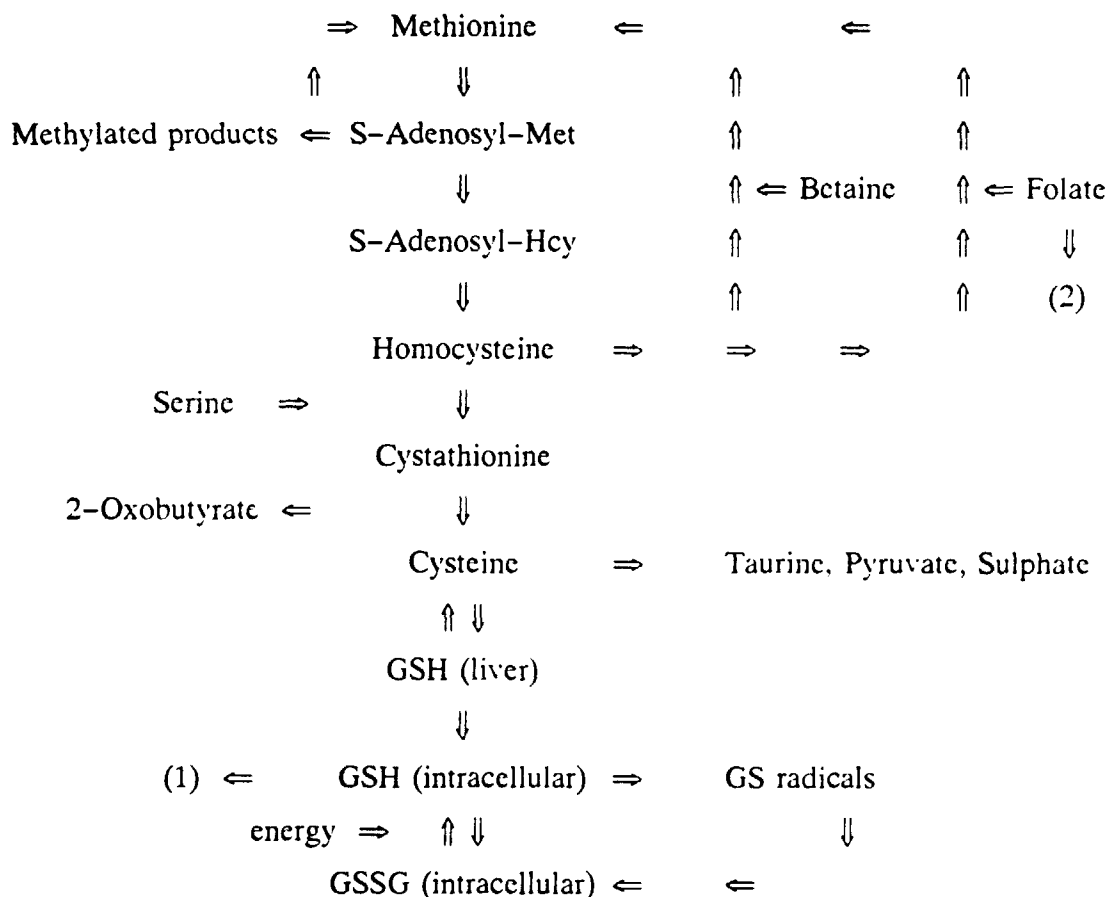 ⇒ Methionine ⇐ ⇐
⇑ ⇓ ⇑ ⇑
Methylated products ⇐ S–Adenosyl–Met ⇑ ⇑
⇓ ⇑ ⇐ Betaine ⇑ ⇐ Folate
S–Adenosyl–Hcy ⇑ ⇑ ⇓
⇓ ⇑ ⇑ (2)
Homocysteine ⇒ ⇒ ⇒
Serine ⇒ ⇓
Cystathionine
2–Oxobutyrate ⇐ ⇓
Cysteine ⇒ Taurine, Pyruvate, Sulphate
⇑ ⇓
GSH (liver)
⇓
(1) ⇐ GSH (intracellular) ⇒ GS radicals
energy ⇒ ⇑ ⇓ ⇓
GSSG (intracellular) ⇐ ⇐